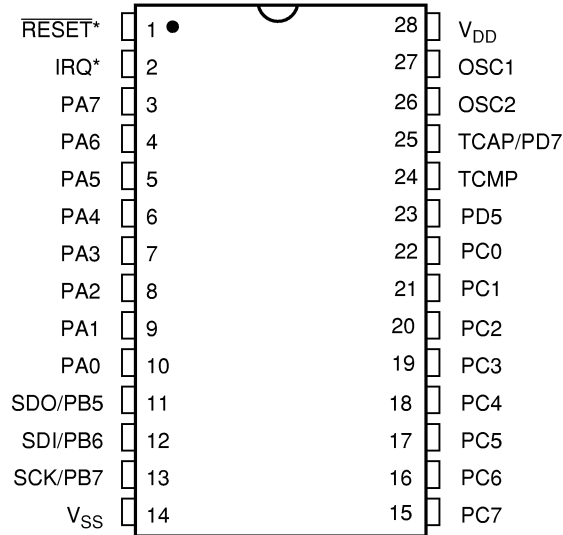 RESET* 1 28 VDD
IRQ* 2 27 OSC1
PA7 3 26 OSC2
PA6 4 25 TCAP/PD7
PA5 5 24 TCMP
PA4 6 23 PD5
PA3 7 22 PC0
PA2 8 21 PC1
PA1 9 20 PC2
PA0 10 19 PC3
SDO/PB5 11 18 PC4
SDI/PB6 12 17 PC5
SCK/PB7 13 16 PC6
VSS 14 15 PC7